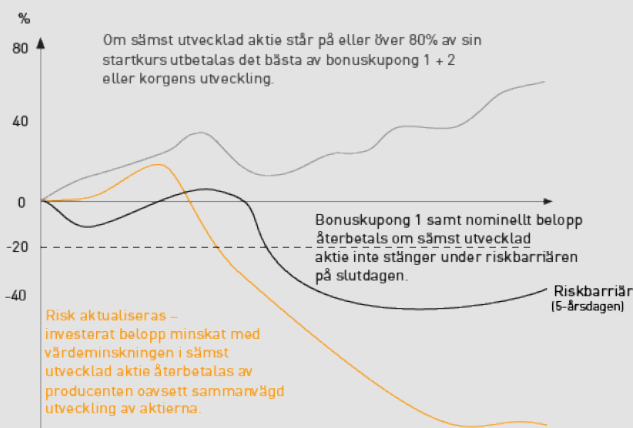 %
80
Om sämst utvecklad aktie står på eller över 80% av sin
startkurs utbetalas det bästa av bonuskupong 1 + 2
eller korgens utveckling.
40
0
Bonuskupong 1 samt nominellt belopp
återbetals om sämst utvecklad
aktie inte stänger under riskbarriären
på slutdagen.
-20
-40
Riskbarriär
(5-årsdagen)
Risk aktualiseras –
investerat belopp minskat med
värdeminskningen i sämst
utvecklad aktie återbetalas av
producenten oavsett sammanvägd
utveckling av aktierna.